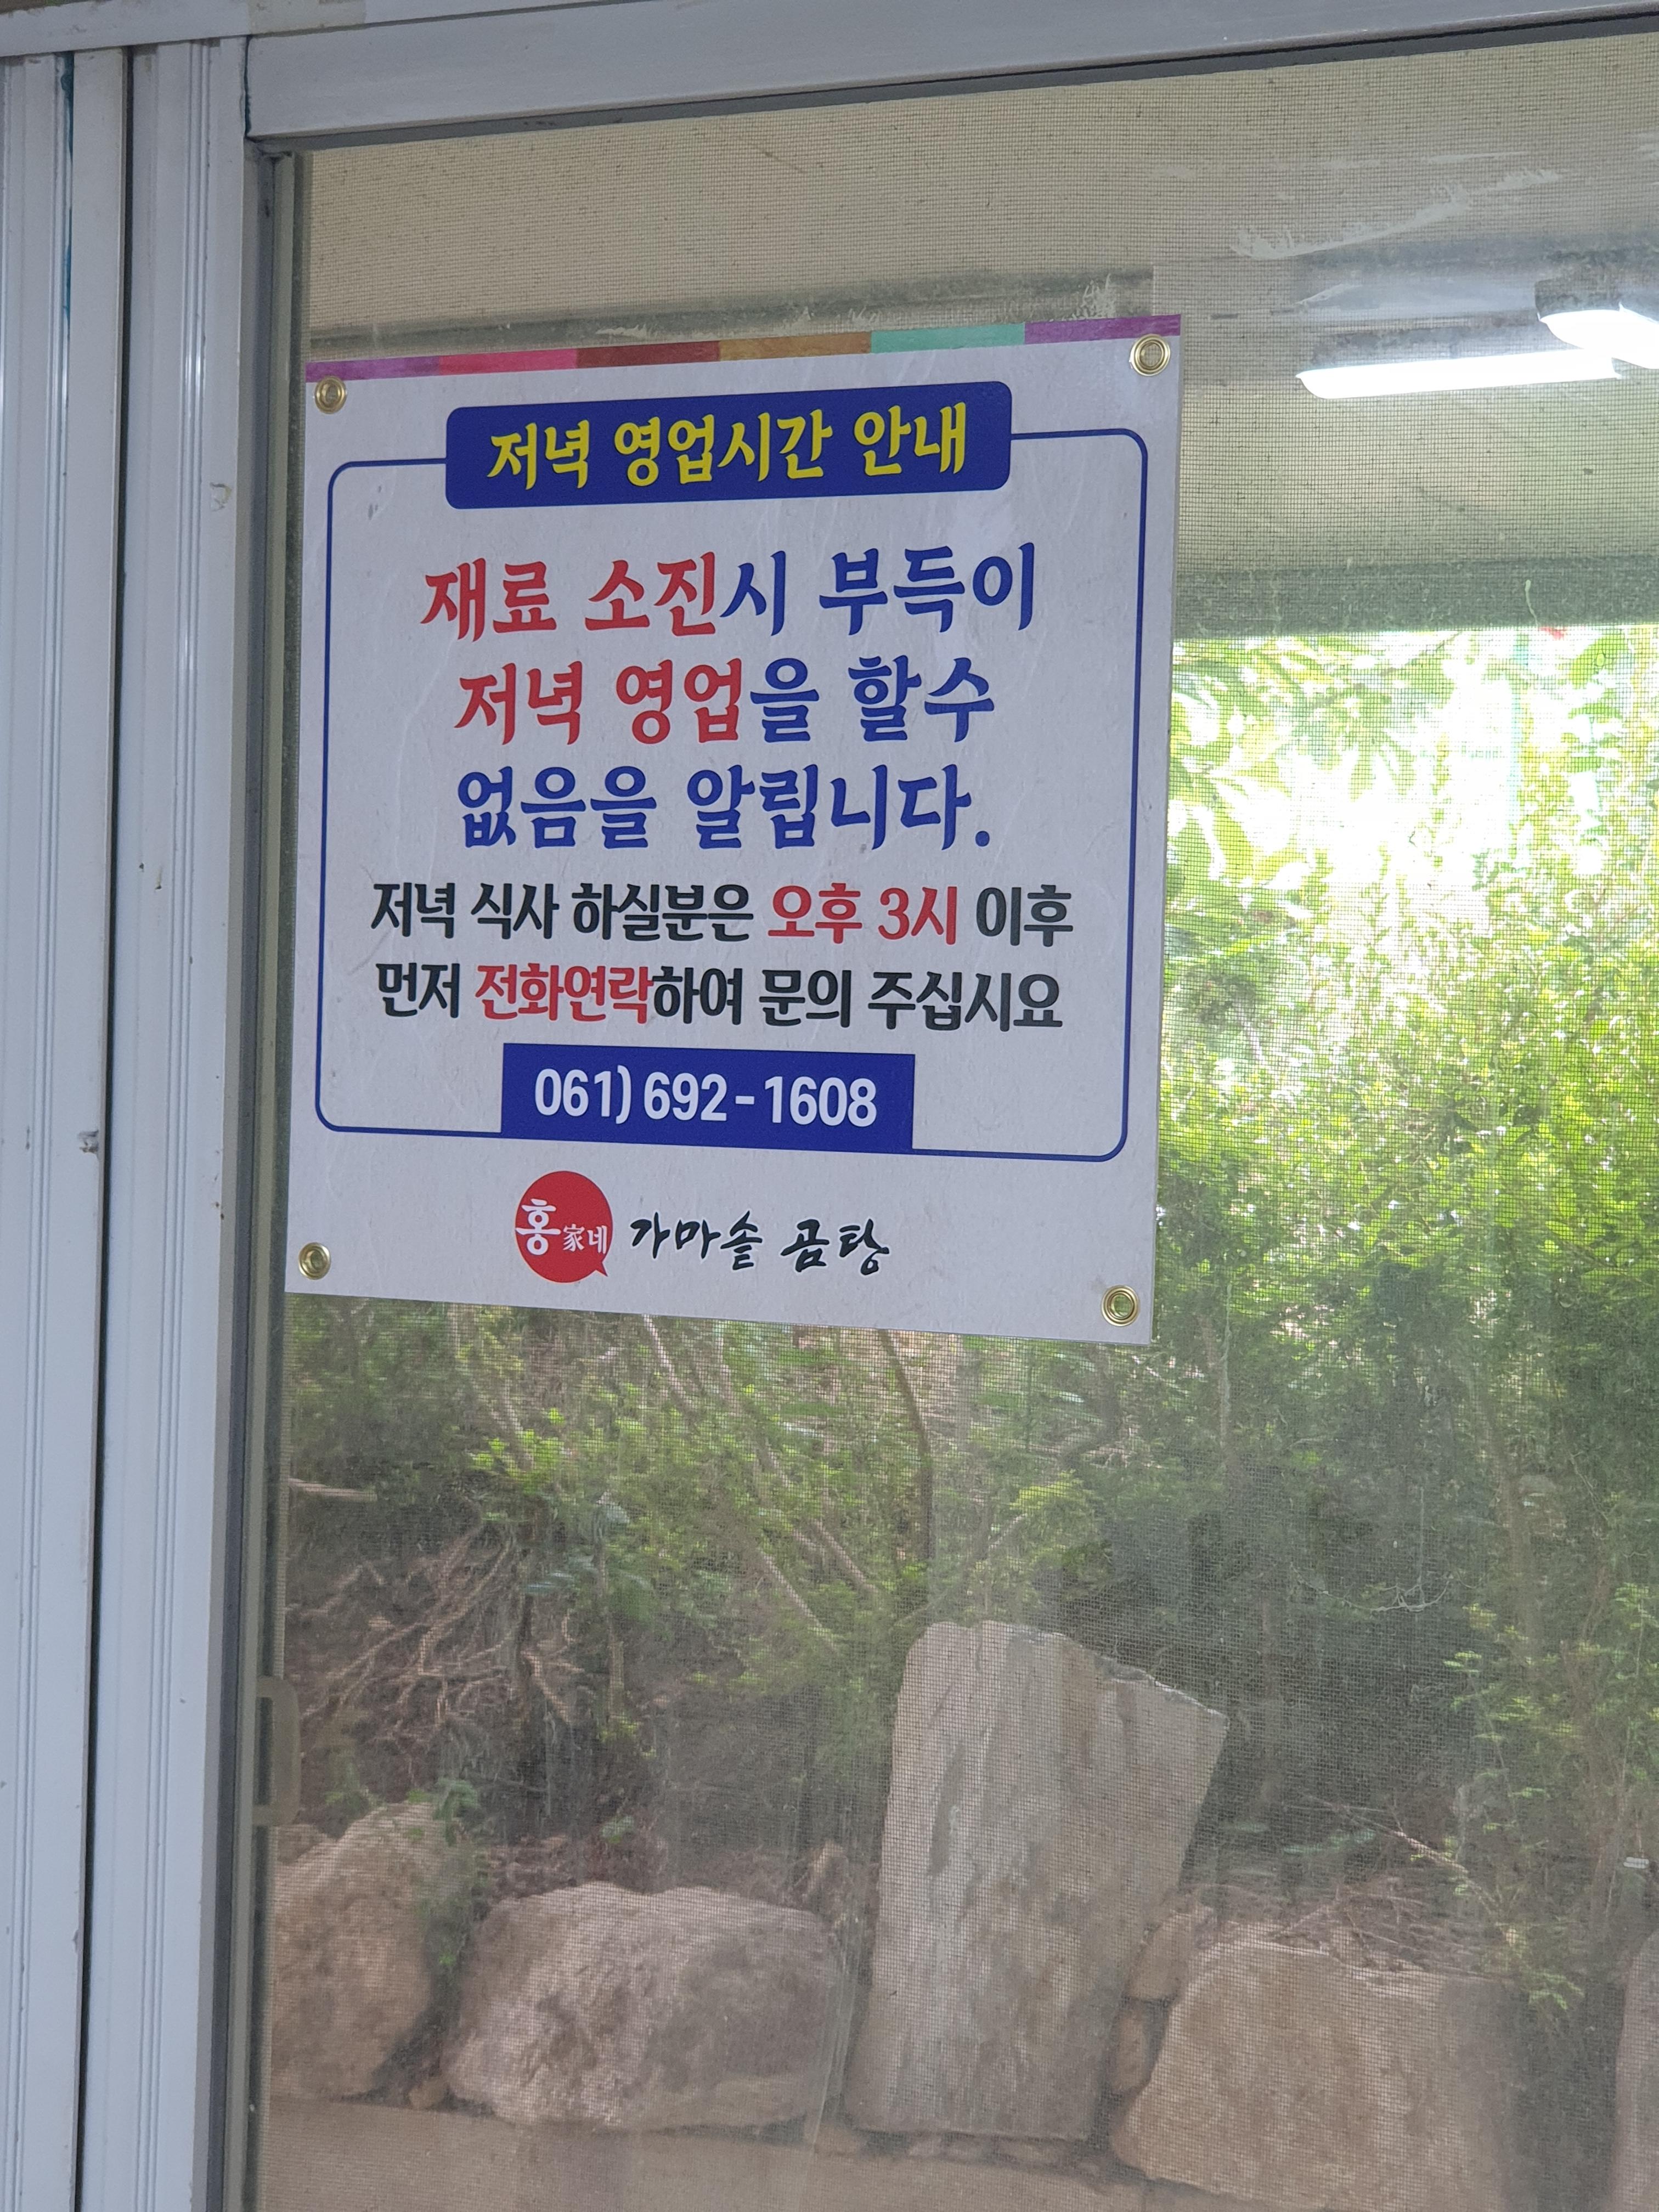 저녁 영업시간 안내
재료 소진시 부득이
저녁 영업을 할수
없음을 알립니다.
저녁 식사 하실분은 오후 3시 이후
먼저 전화연락하여 문의 주십시요
061) 692-1608
홍家네 가마솥 곰탕